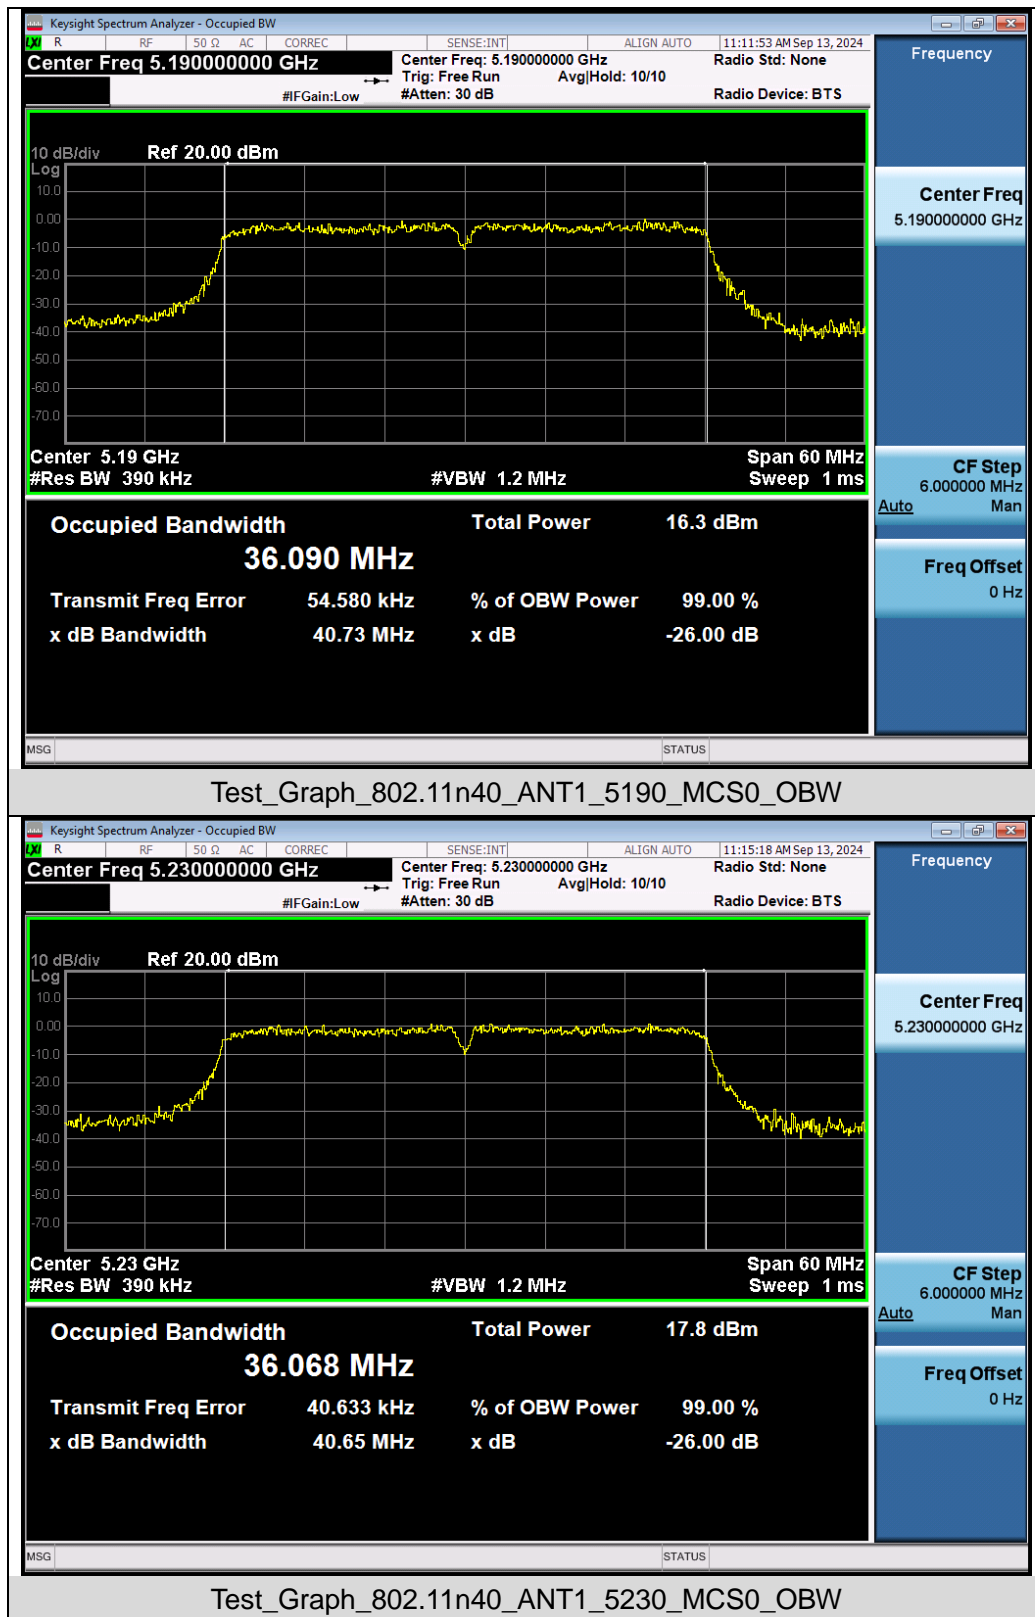 Keysight Spectrum Analyzer - Occupied BW
LXI R RF 50 Ω AC CORREC SENSE:INT ALIGN AUTO 11:11:53 AM Sep 13, 2024
Center Freq 5.190000000 GHz Center Freq: 5.190000000 GHz Radio Std: None
Trig: Free Run Avg|Hold: 10/10
#IFGain:Low #Atten: 30 dB Radio Device: BTS
10 dB/div Ref 20.00 dBm
Log
10.0
0.00
-10.0
-20.0
-30.0
-40.0
-50.0
-60.0
-70.0
Center 5.19 GHz Span 60 MHz
#Res BW 390 kHz #VBW 1.2 MHz Sweep 1 ms
Occupied Bandwidth Total Power 16.3 dBm
36.090 MHz
Transmit Freq Error 54.580 kHz % of OBW Power 99.00 %
x dB Bandwidth 40.73 MHz x dB -26.00 dB
MSG STATUS
Frequency
Center Freq
5.190000000 GHz
CF Step
6.000000 MHz
Auto Man
Freq Offset
0 Hz
Test_Graph_802.11n40_ANT1_5190_MCS0_OBW
Keysight Spectrum Analyzer - Occupied BW
LXI R RF 50 Ω AC CORREC SENSE:INT ALIGN AUTO 11:15:18 AM Sep 13, 2024
Center Freq 5.230000000 GHz Center Freq: 5.230000000 GHz Radio Std: None
Trig: Free Run Avg|Hold: 10/10
#IFGain:Low #Atten: 30 dB Radio Device: BTS
10 dB/div Ref 20.00 dBm
Log
10.0
0.00
-10.0
-20.0
-30.0
-40.0
-50.0
-60.0
-70.0
Center 5.23 GHz Span 60 MHz
#Res BW 390 kHz #VBW 1.2 MHz Sweep 1 ms
Occupied Bandwidth Total Power 17.8 dBm
36.068 MHz
Transmit Freq Error 40.633 kHz % of OBW Power 99.00 %
x dB Bandwidth 40.65 MHz x dB -26.00 dB
MSG STATUS
Frequency
Center Freq
5.230000000 GHz
CF Step
6.000000 MHz
Auto Man
Freq Offset
0 Hz
Test_Graph_802.11n40_ANT1_5230_MCS0_OBW